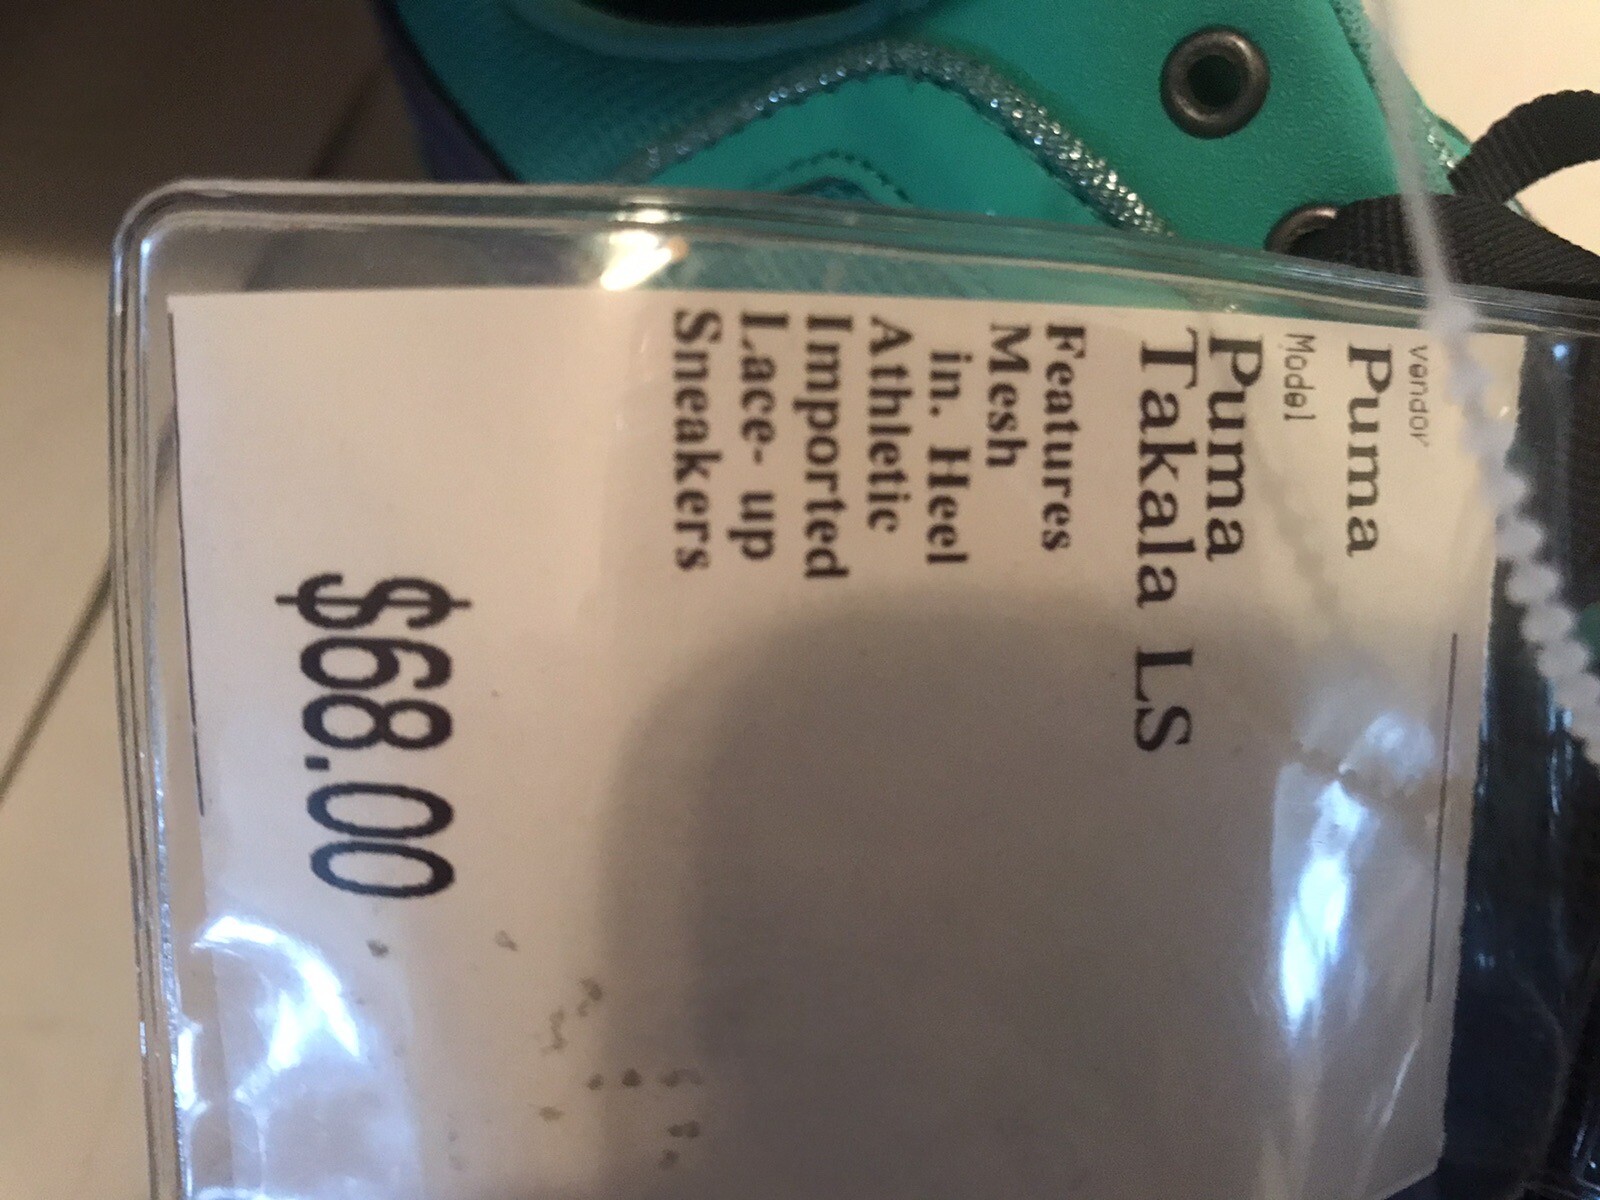 vendor
Puma
Model
Puma
Takala LS
Features
Mesh
in. Heel
Athletic
Imported
Lace- up
Sneakers
$68.00